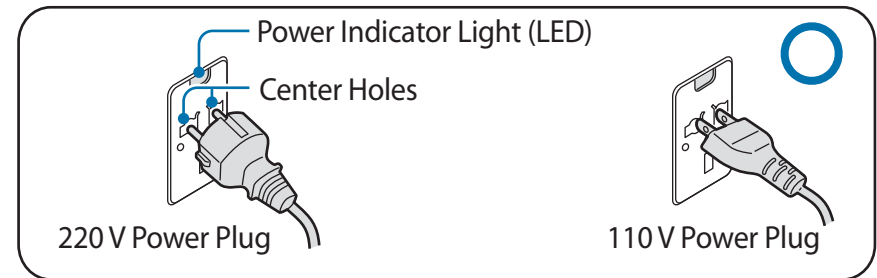 Power Indicator Light (LED)
Center Holes
220 V Power Plug
110 V Power Plug